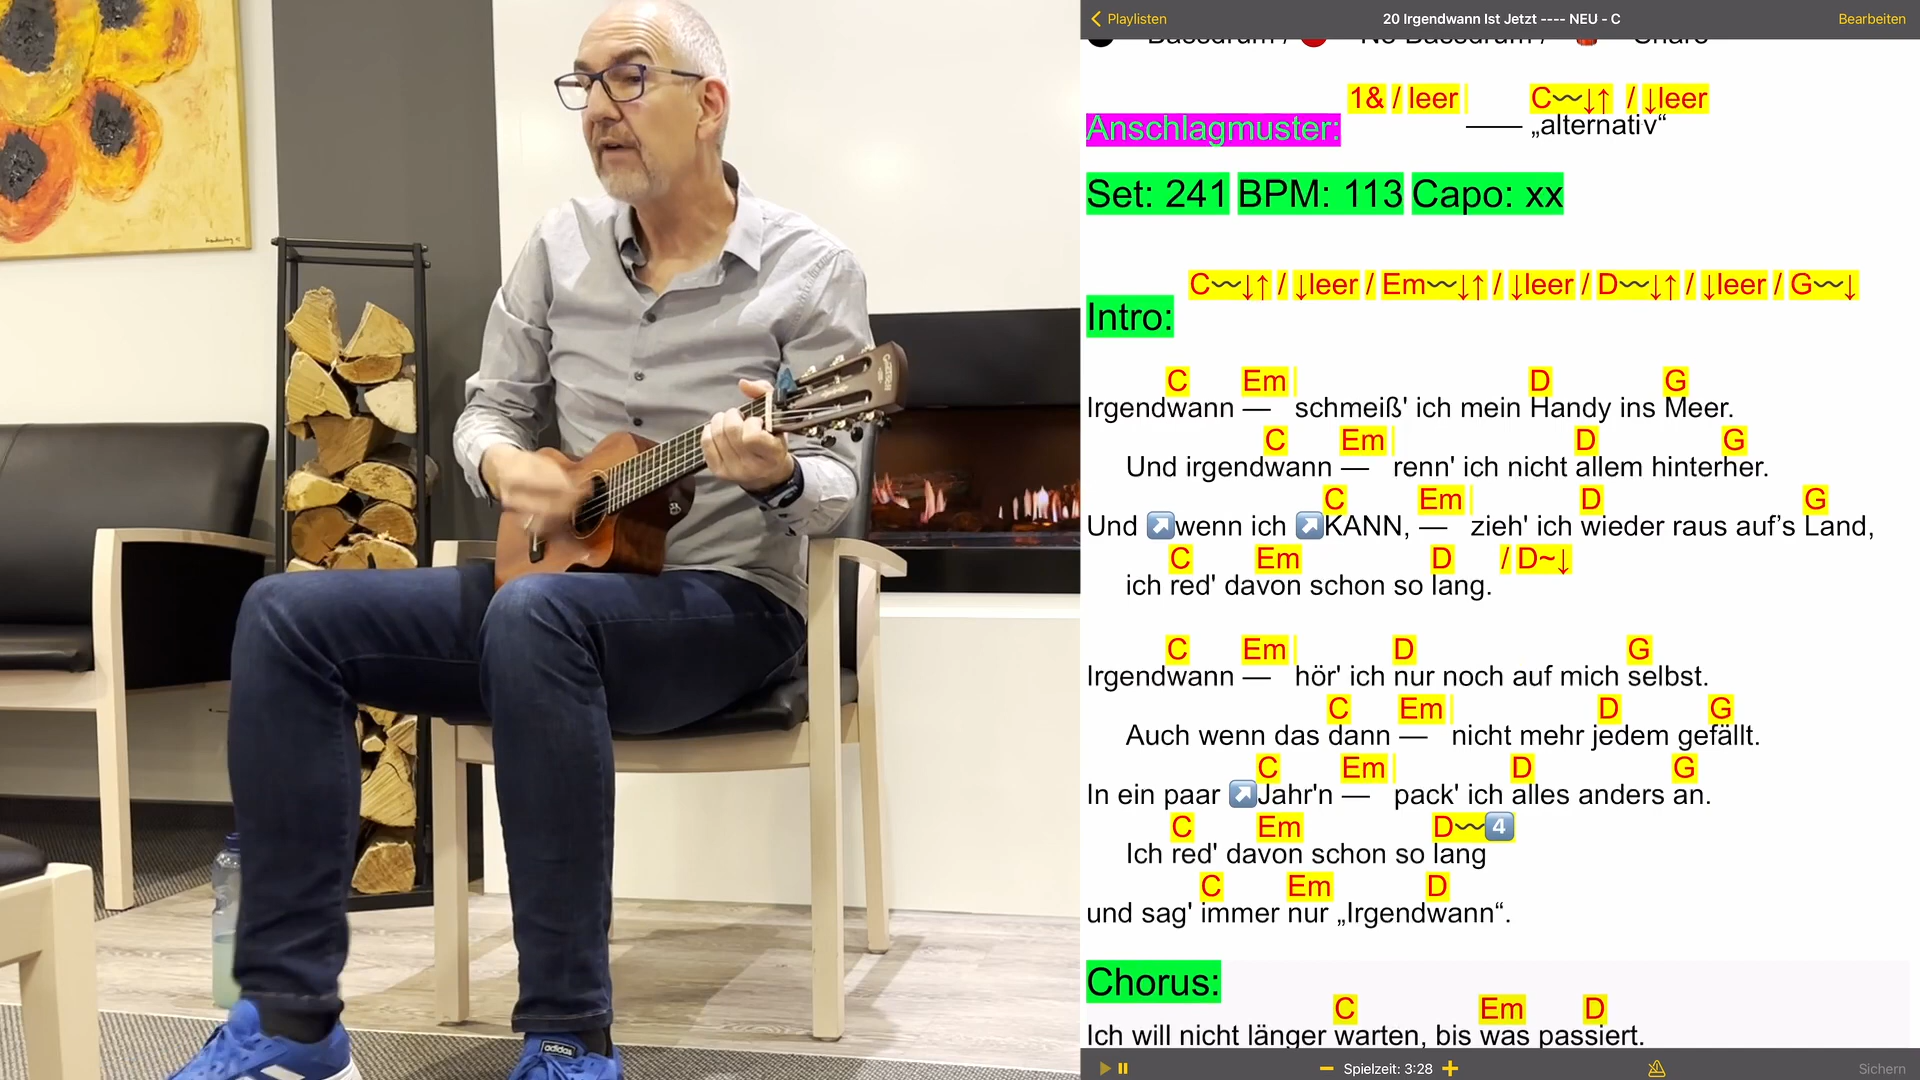 Playlisten
20 Irgendwann Ist Jetzt ---- NEU - C
Bearbeiten
Bassdrum / No Bassdrum /
1& / leer C〰↓↑ / ↓leer
Anschlagmuster: —— „alternativ“
Set: 241 BPM: 113 Capo: xx
C〰↓↑ / ↓leer / Em〰↓↑ / ↓leer / D〰↓↑ / ↓leer / G〰↓
Intro:
C Em D G
Irgendwann — schmeiß' ich mein Handy ins Meer.
C Em D G
Und irgendwann — renn' ich nicht allem hinterher.
C Em D G
Und ↗️wenn ich ↗️KANN, — zieh' ich wieder raus auf’s Land,
C Em D / D~↓
ich red' davon schon so lang.
C Em D G
Irgendwann — hör' ich nur noch auf mich selbst.
C Em D G
Auch wenn das dann — nicht mehr jedem gefällt.
C Em D G
In ein paar ↗️Jahr'n — pack' ich alles anders an.
C Em D〰4️⃣
Ich red' davon schon so lang
C Em D
und sag' immer nur „Irgendwann“.
Chorus:
C Em D
Ich will nicht länger warten, bis was passiert.
Spielzeit: 3:28
Sichern
adidas